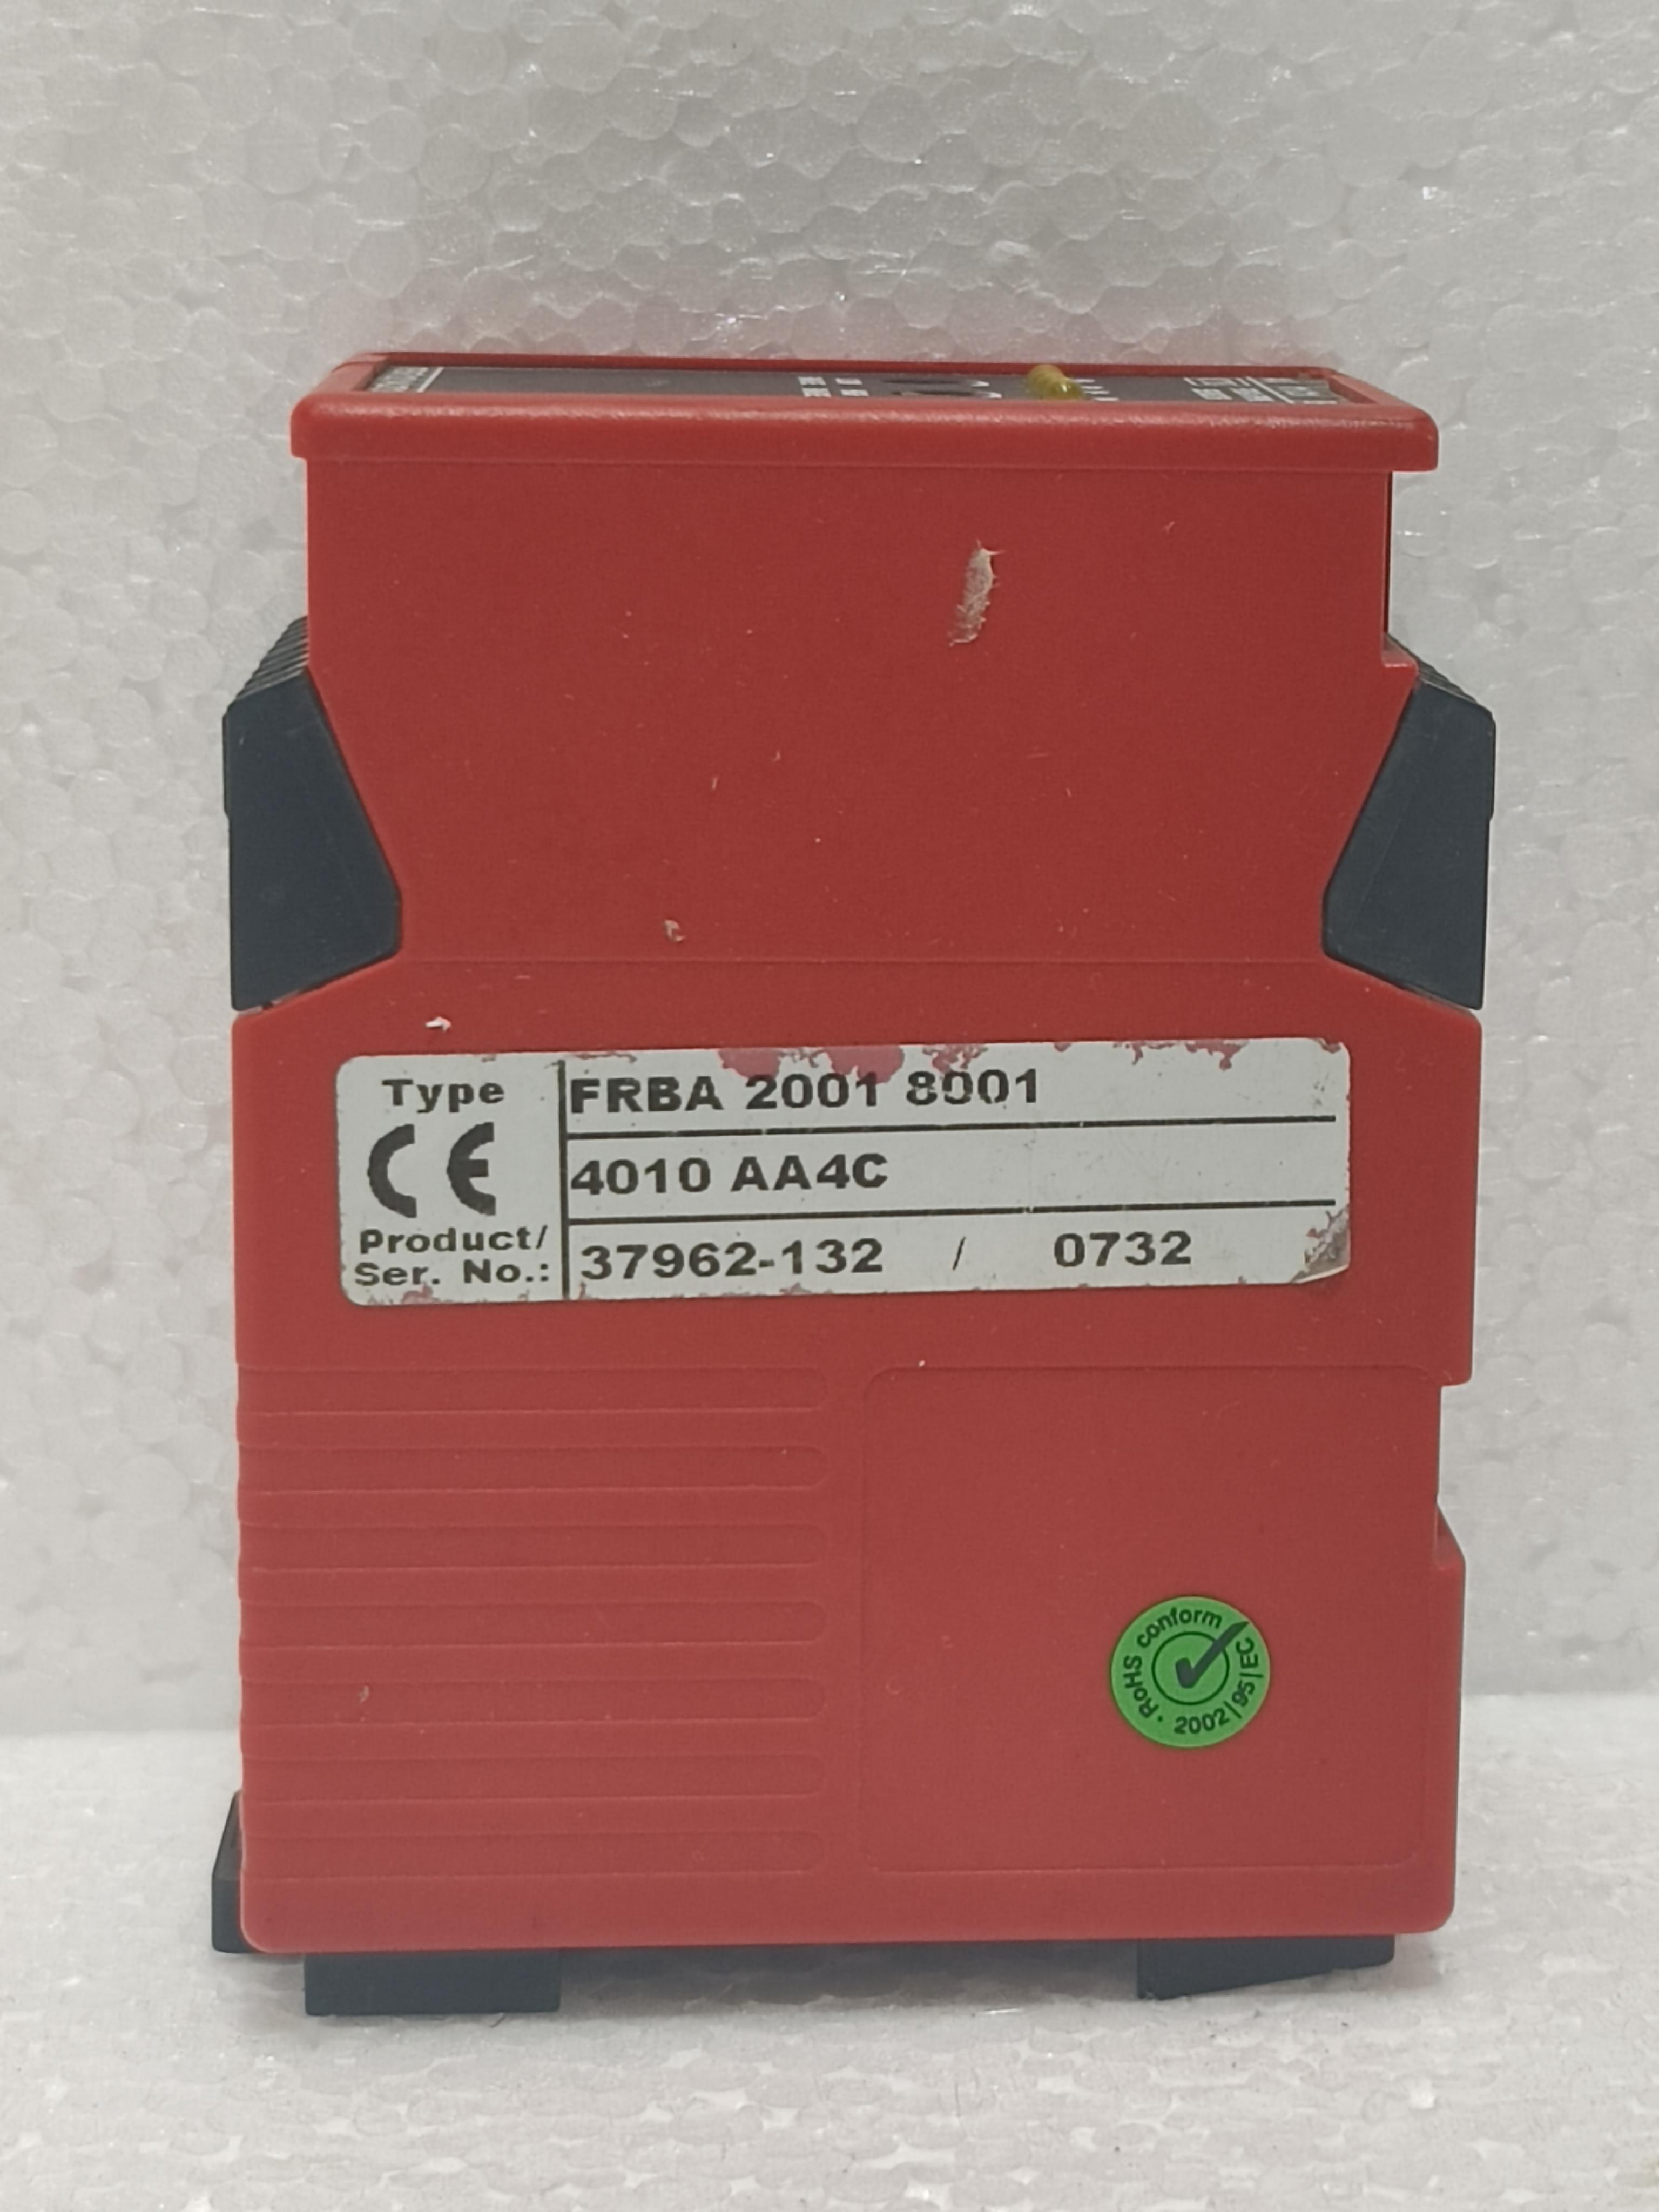 Type FRBA 2001 8001
CE 4010 AA4C
Product/
Ser. No.: 37962-132 / 0732
RoHS conform · 2002/95/EC